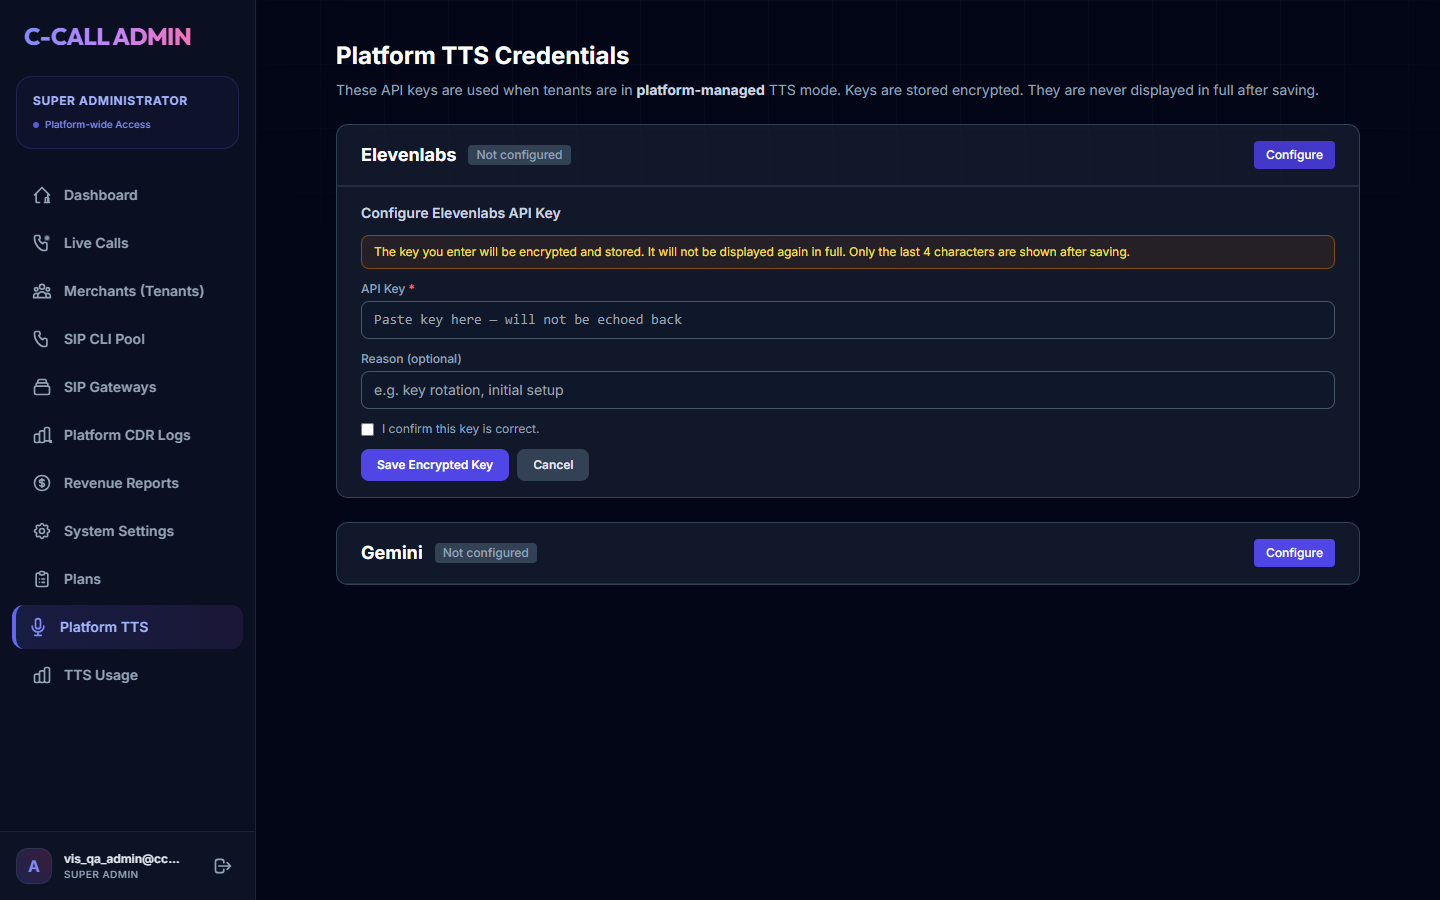 C-CALL ADMIN
SUPER ADMINISTRATOR
Platform-wide Access
Dashboard
Live Calls
Merchants (Tenants)
SIP CLI Pool
SIP Gateways
Platform CDR Logs
Revenue Reports
System Settings
Plans
Platform TTS
TTS Usage
A
vis_qa_admin@cc...
SUPER ADMIN
Platform TTS Credentials
These API keys are used when tenants are in platform-managed TTS mode. Keys are stored encrypted. They are never displayed in full after saving.
Elevenlabs Not configured Configure
Configure Elevenlabs API Key
The key you enter will be encrypted and stored. It will not be displayed again in full. Only the last 4 characters are shown after saving.
API Key *
Paste key here — will not be echoed back
Reason (optional)
e.g. key rotation, initial setup
I confirm this key is correct.
Save Encrypted Key Cancel
Gemini Not configured Configure